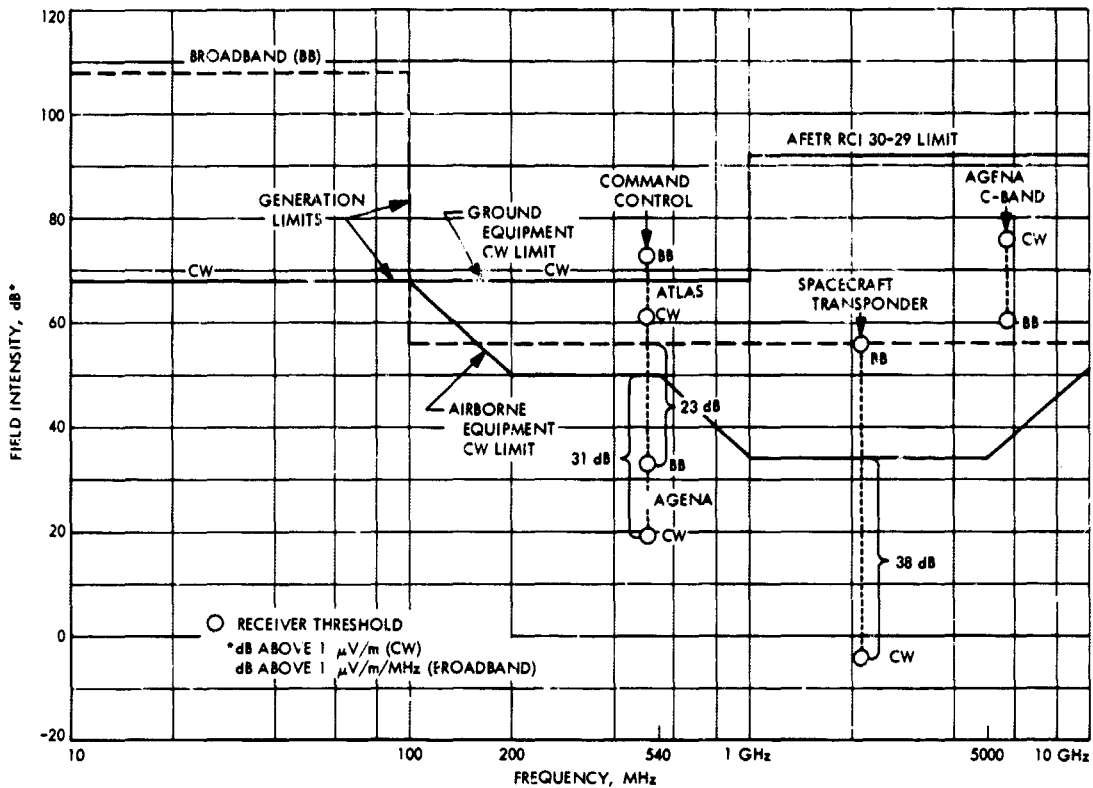 120
BROADBAND (BB)
100
AFETR RCI 30-29 LIMIT
COMMAND
CONTROL
AGENA
C-BAND
GENERATION
LIMITS
GROUND
EQUIPMENT
CW LIMIT
80
BB
CW
CW
CW
ATLAS
CW
SPACECRAFT
TRANSPONDER
60
BB
BB
FIELD INTENSITY, dB*
40
AIRBORNE
EQUIPMENT
CW LIMIT
23 dB
31 dB
BB
AGENA
20
CW
38 dB
RECEIVER THRESHOLD
*dB ABOVE 1 μV/m (CW)
dB ABOVE 1 μV/m/MHz (BROADBAND)
0
CW
-20
10 100 200 540 1 GHz 5000 10 GHz
FREQUENCY, MHz